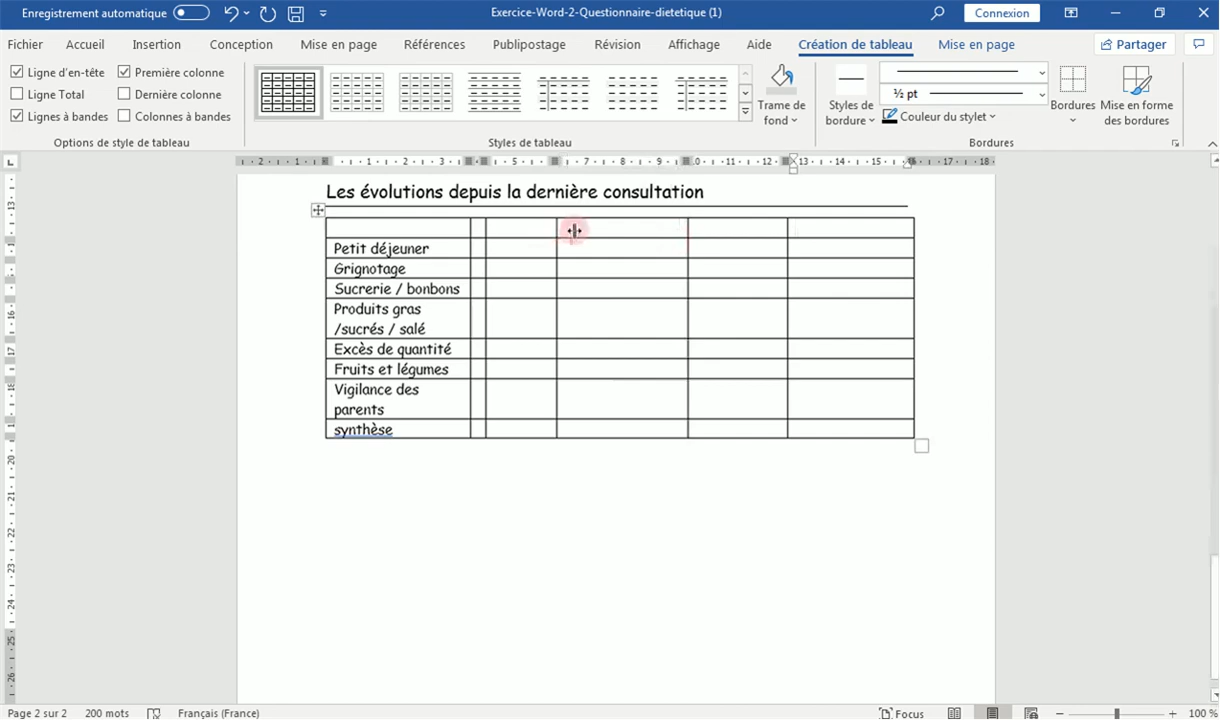 Enregistrement automatique
Exercice-Word-2-Questionnaire-dietetique (1)
Connexion
Fichier Accueil Insertion Conception Mise en page Références Publipostage Révision Affichage Aide Création de tableau Mise en page Partager
Ligne d'en-tête Première colonne
Ligne Total Dernière colonne
Lignes à bandes Colonnes à bandes
Options de style de tableau
Styles de tableau
Trame de fond
Styles de bordure
½ pt
Couleur du stylet
Bordures
Mise en forme des bordures
Bordures
Les évolutions depuis la dernière consultation
Petit déjeuner
Grignotage
Sucrerie / bonbons
Produits gras
/sucrés / salé
Excès de quantité
Fruits et légumes
Vigilance des
parents
synthèse
Page 2 sur 2 200 mots Français (France) Focus 100 %